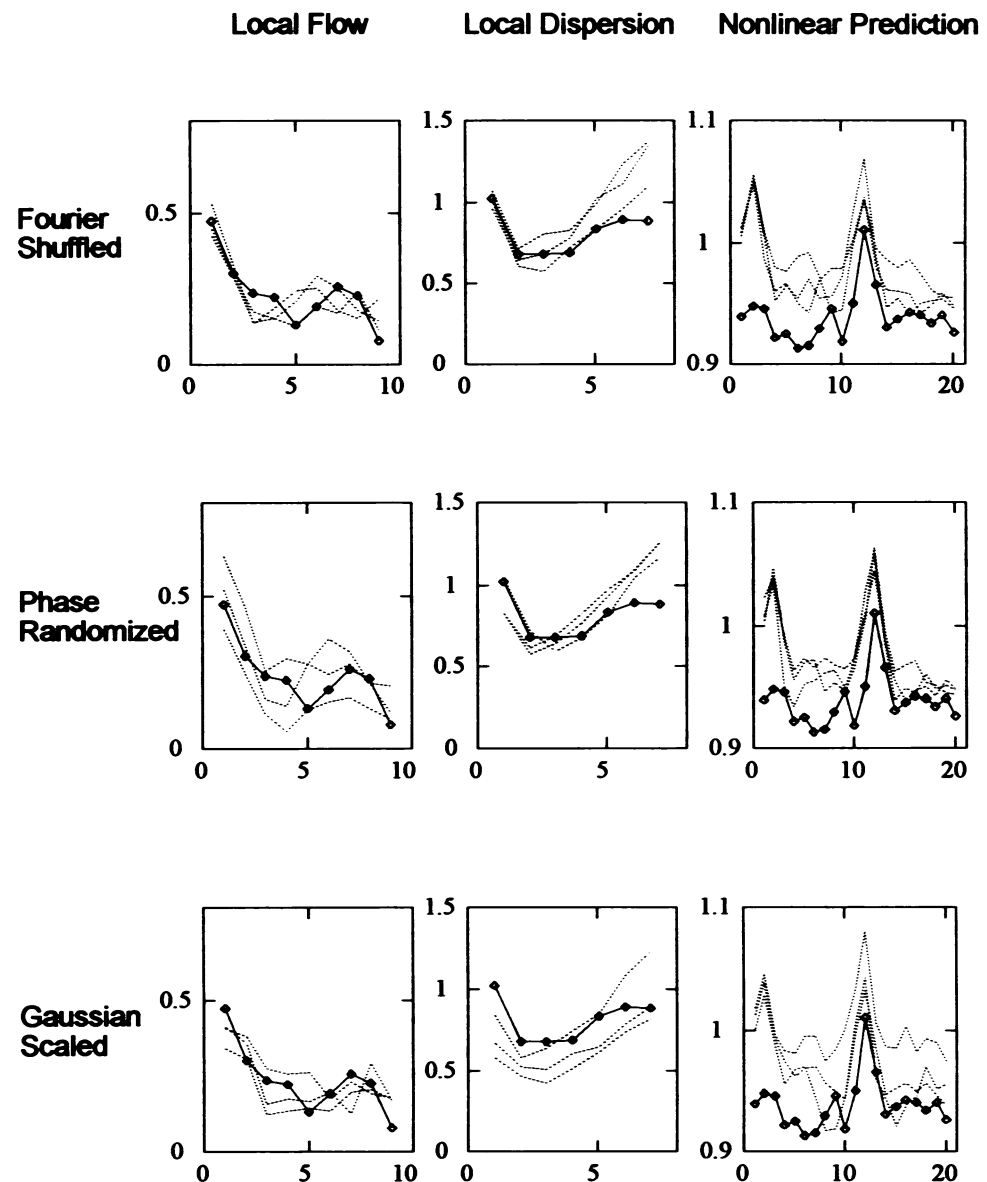 Local Flow Local Dispersion Nonlinear Prediction
1.5 1.1
0.5 1 1
Fourier
Shuffled
0.5
0 0 0.9
0 5 10 0 5 0 10 20
1.5 1.1
0.5 1 1
Phase
Randomized
0.5
0 0 0.9
0 5 10 0 5 0 10 20
1.5 1.1
0.5 1 1
Gaussian
Scaled
0.5
0 0 0.9
0 5 10 0 5 0 10 20